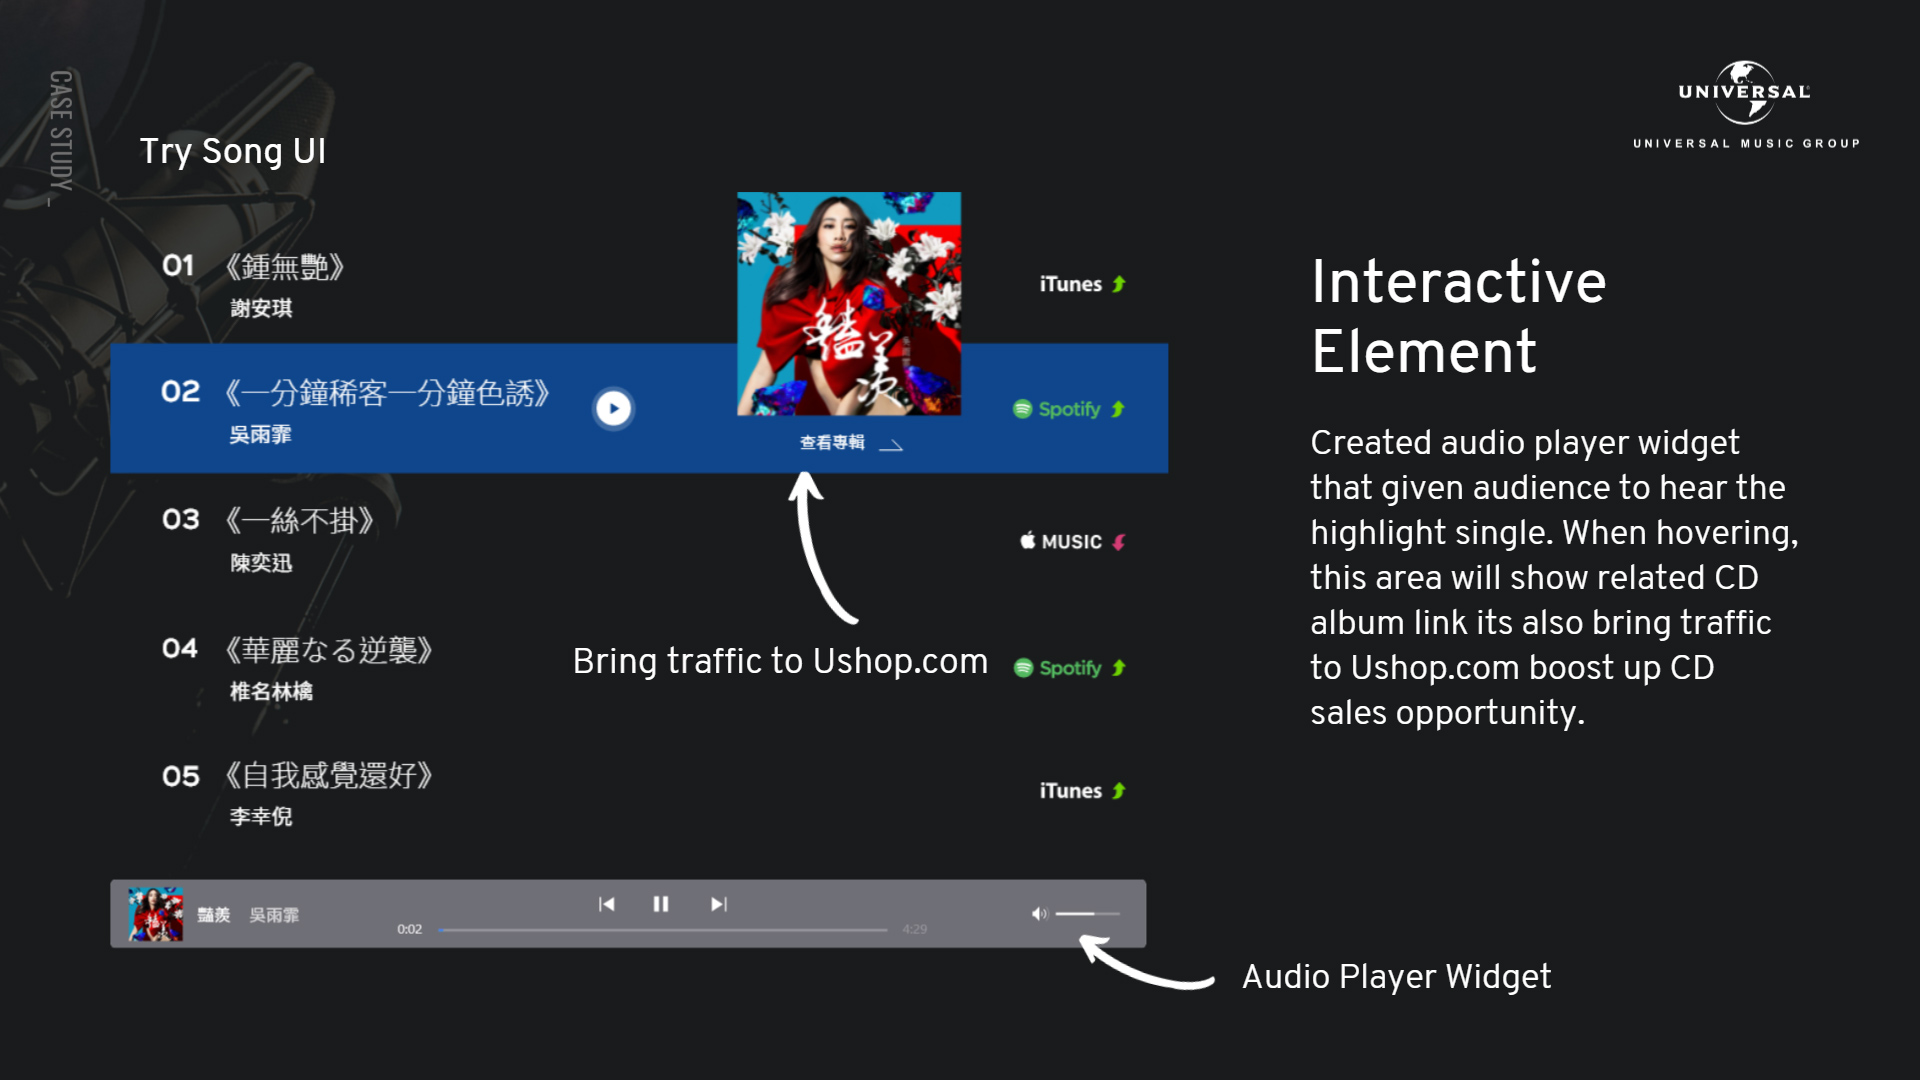 CASE STUDY –
UNIVERSAL
UNIVERSAL MUSIC GROUP
Try Song UI
01 《鍾無艷》
謝安琪
iTunes
02 《一分鐘稀客一分鐘色誘》
吳雨霏
豔羨
查看專輯
Spotify
03 《一絲不掛》
陳奕迅
MUSIC
04 《華麗なる逆襲》
椎名林檎
Spotify
05 《自我感覺還好》
李幸倪
iTunes
Bring traffic to Ushop.com
豔羨 吳雨霏
0:02
4:29
Audio Player Widget
Interactive
Element
Created audio player widget
that given audience to hear the
highlight single. When hovering,
this area will show related CD
album link its also bring traffic
to Ushop.com boost up CD
sales opportunity.